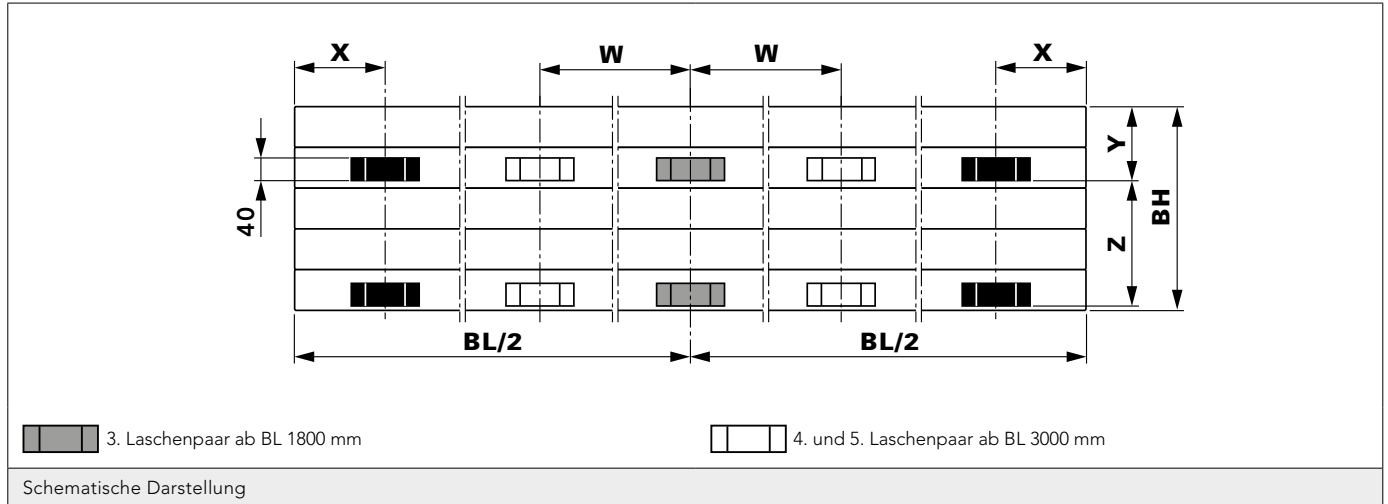 X W W X
40
Y
Z
BH
BL/2 BL/2
3. Laschenpaar ab BL 1800 mm
4. und 5. Laschenpaar ab BL 3000 mm
Schematische Darstellung